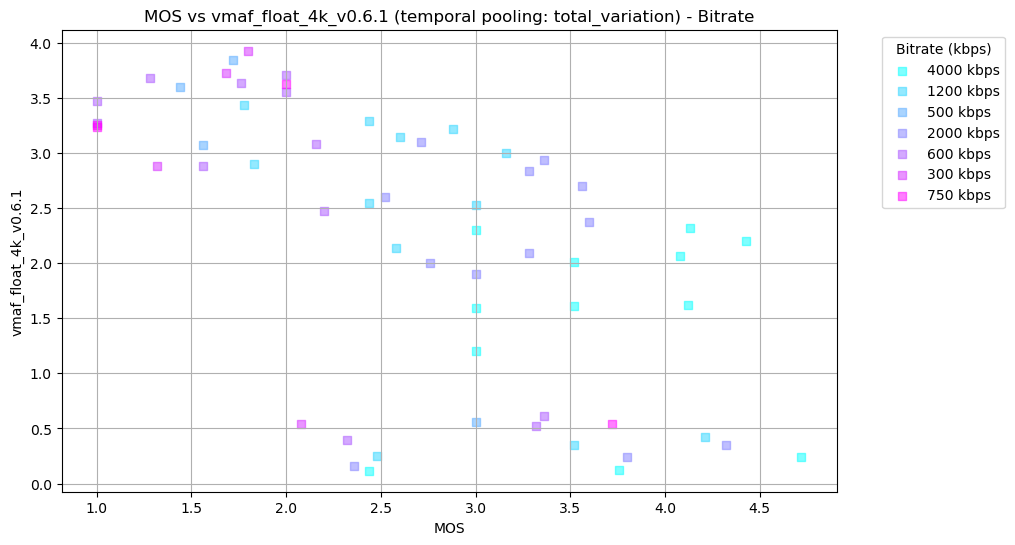 MOS vs vmaf_float_4k_v0.6.1 (temporal pooling: total_variation) - Bitrate
vmaf_float_4k_v0.6.1
4.0
3.5
3.0
2.5
2.0
1.5
1.0
0.5
0.0
1.0 1.5 2.0 2.5 3.0 3.5 4.0 4.5
MOS
Bitrate (kbps)
4000 kbps
1200 kbps
500 kbps
2000 kbps
600 kbps
300 kbps
750 kbps